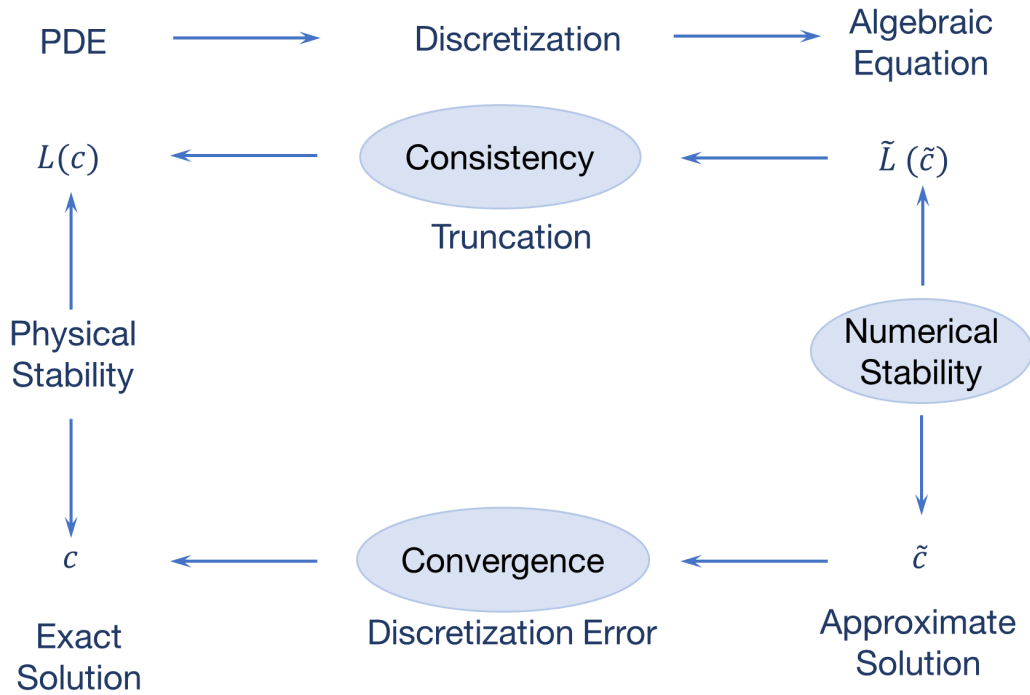 PDE
Discretization
Algebraic
Equation
L(c)
Consistency
L̃ (c̃)
Truncation
Physical
Stability
Numerical
Stability
c
Convergence
c̃
Discretization Error
Exact
Solution
Approximate
Solution